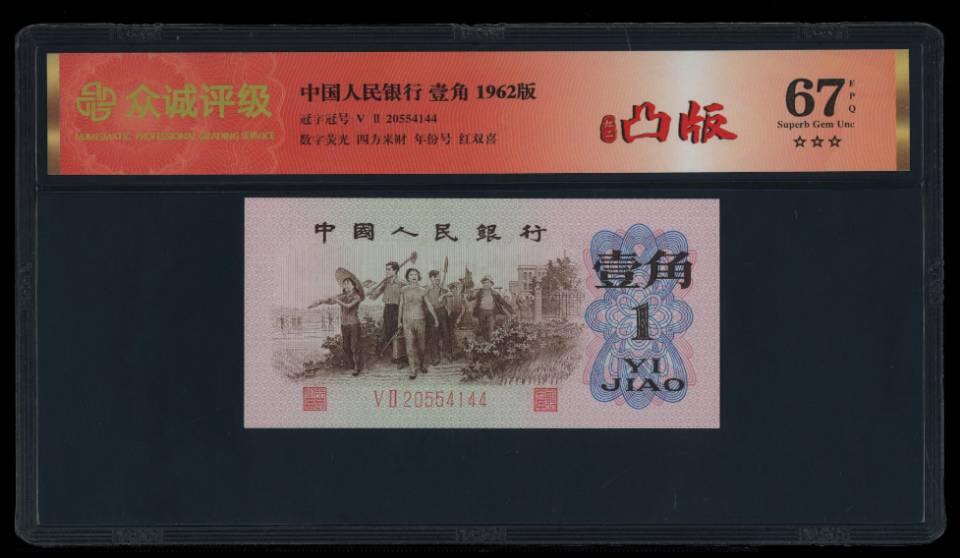 众诚评级
NUMISMATIC PROFESSIONAL GRADING SERVICE
中国人民银行 壹角 1962版
冠字冠号 V Ⅱ 20554144
数字荧光 四方来财 年份号 红双喜
凸版
67 EPQ
Superb Gem Unc
☆☆☆
中國人民銀行
壹角
1
YI
JIAO
V Ⅱ 20554144